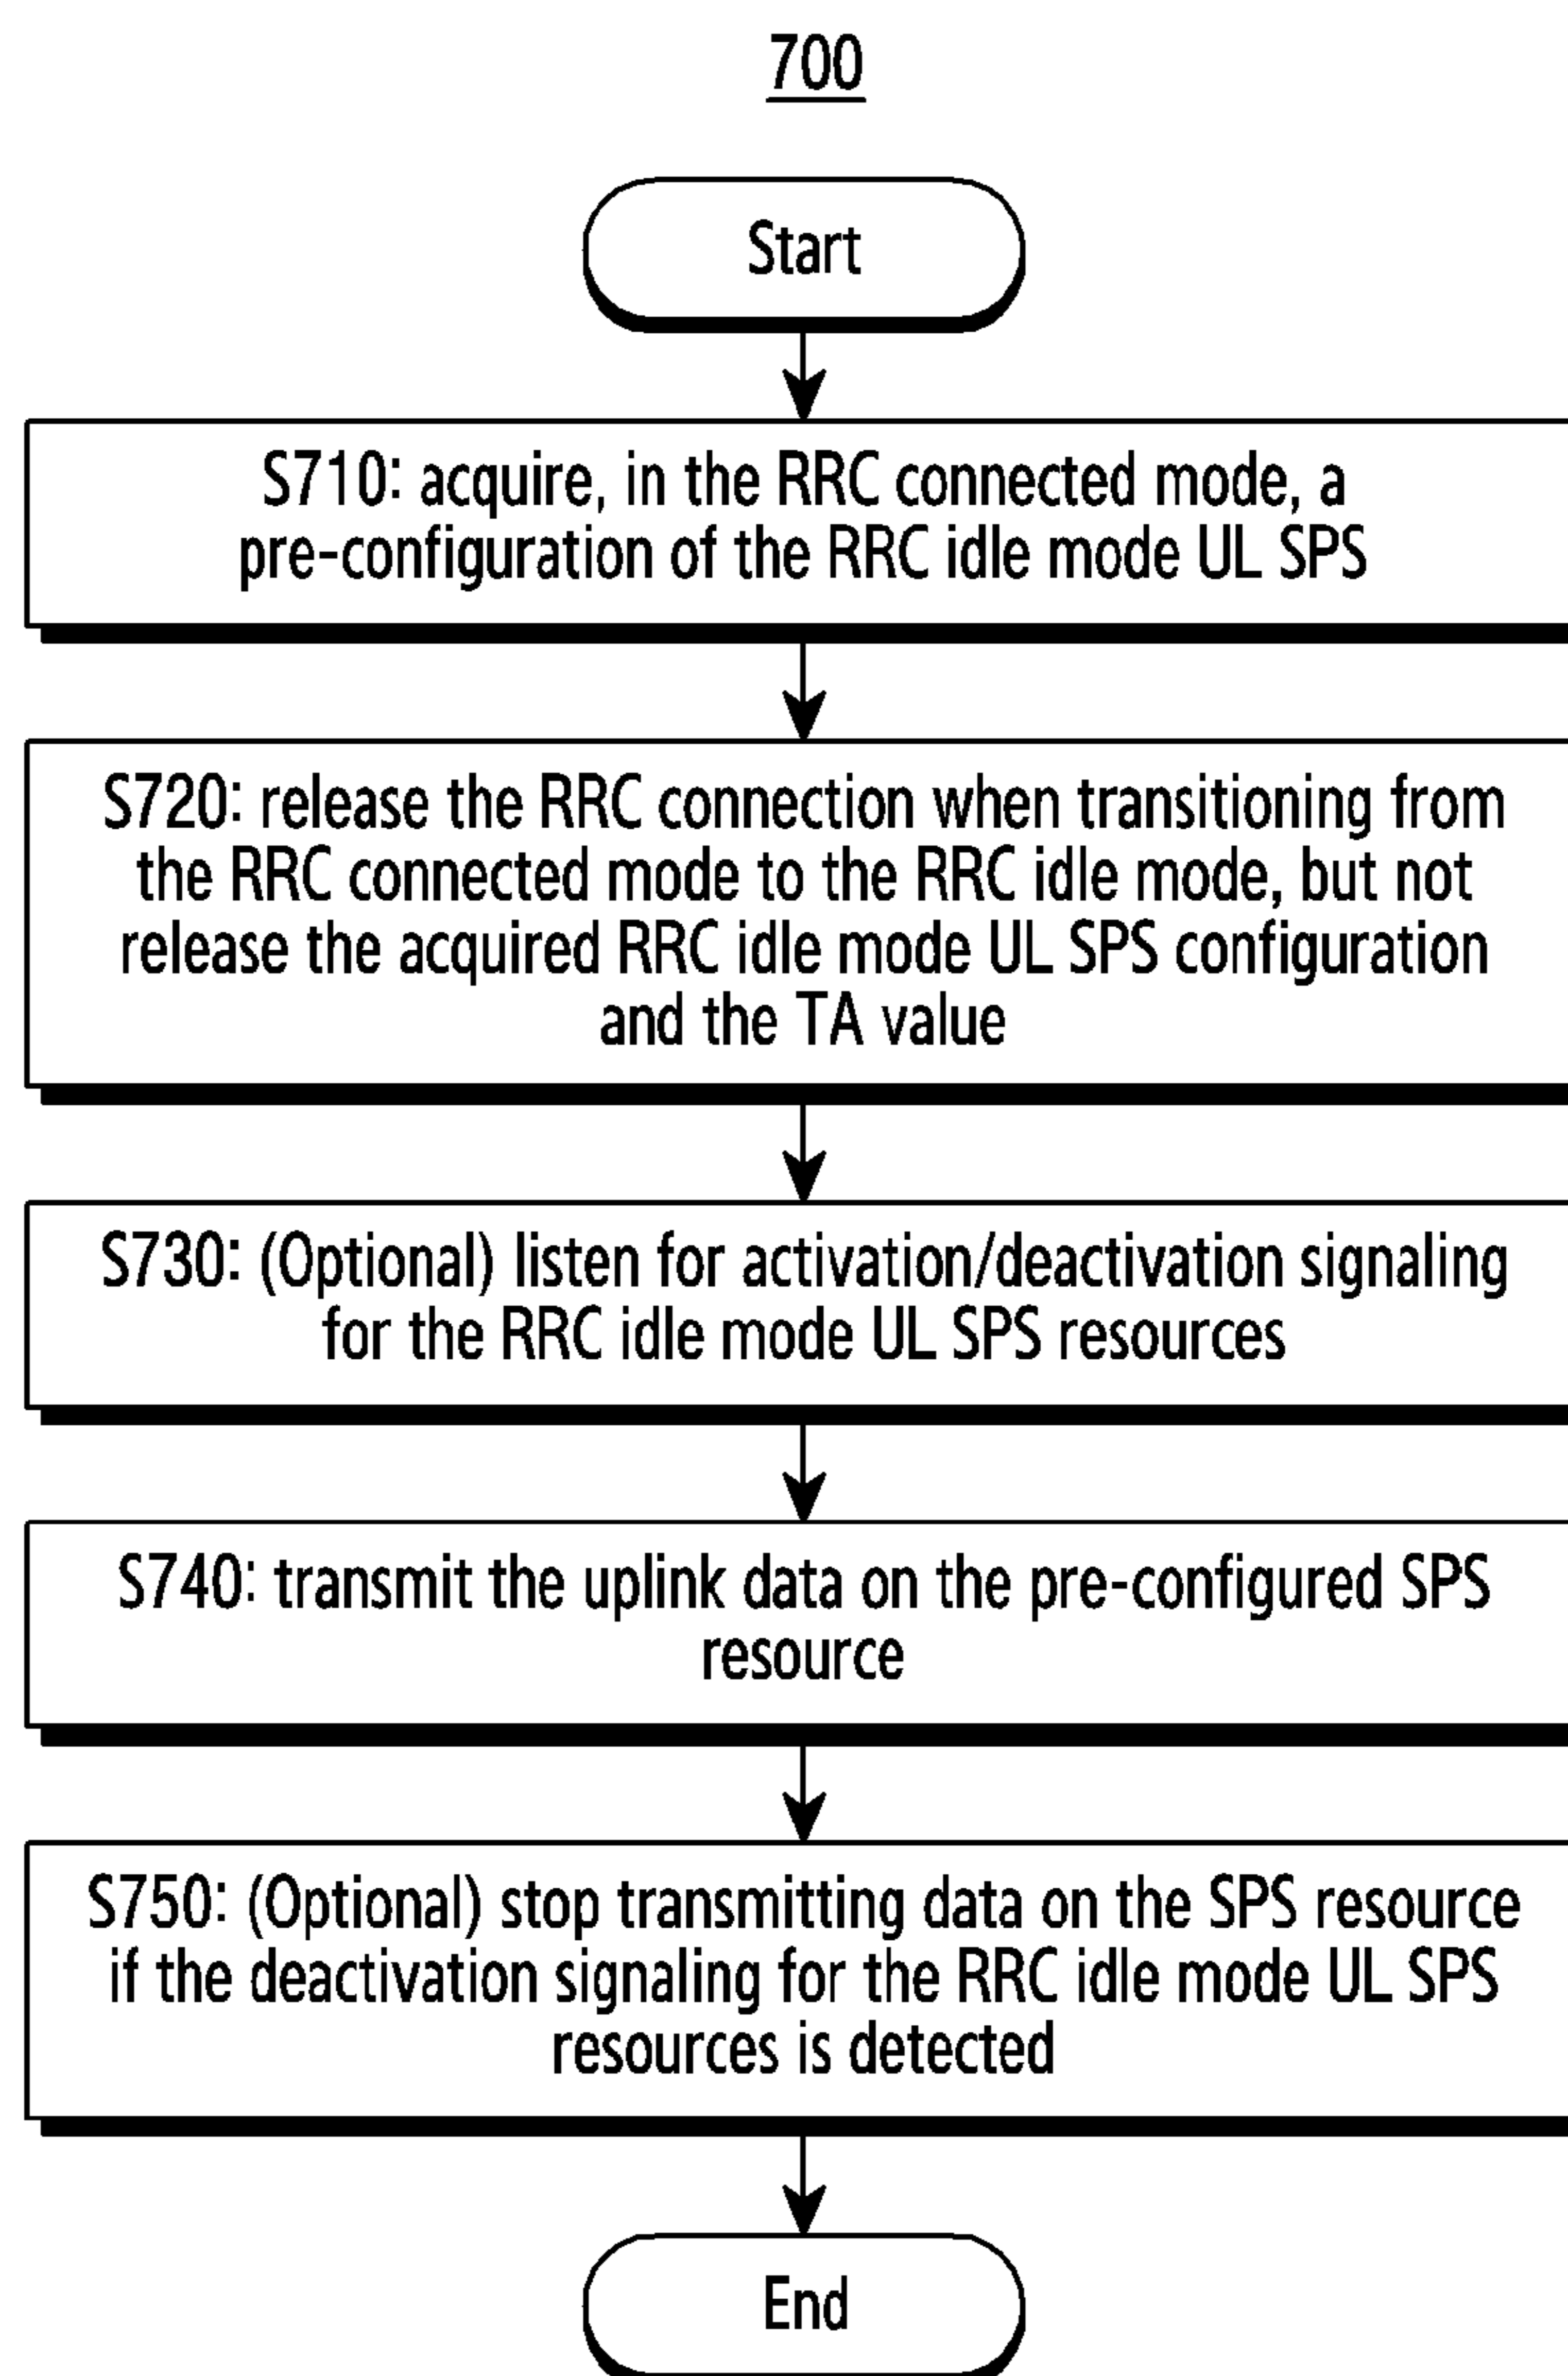 700
Start
S710: acquire, in the RRC connected mode, a
pre-configuration of the RRC idle mode UL SPS
S720: release the RRC connection when transitioning from
the RRC connected mode to the RRC idle mode, but not
release the acquired RRC idle mode UL SPS configuration
and the TA value
S730: (Optional) listen for activation/deactivation signaling
for the RRC idle mode UL SPS resources
S740: transmit the uplink data on the pre-configured SPS
resource
S750: (Optional) stop transmitting data on the SPS resource
if the deactivation signaling for the RRC idle mode UL SPS
resources is detected
End